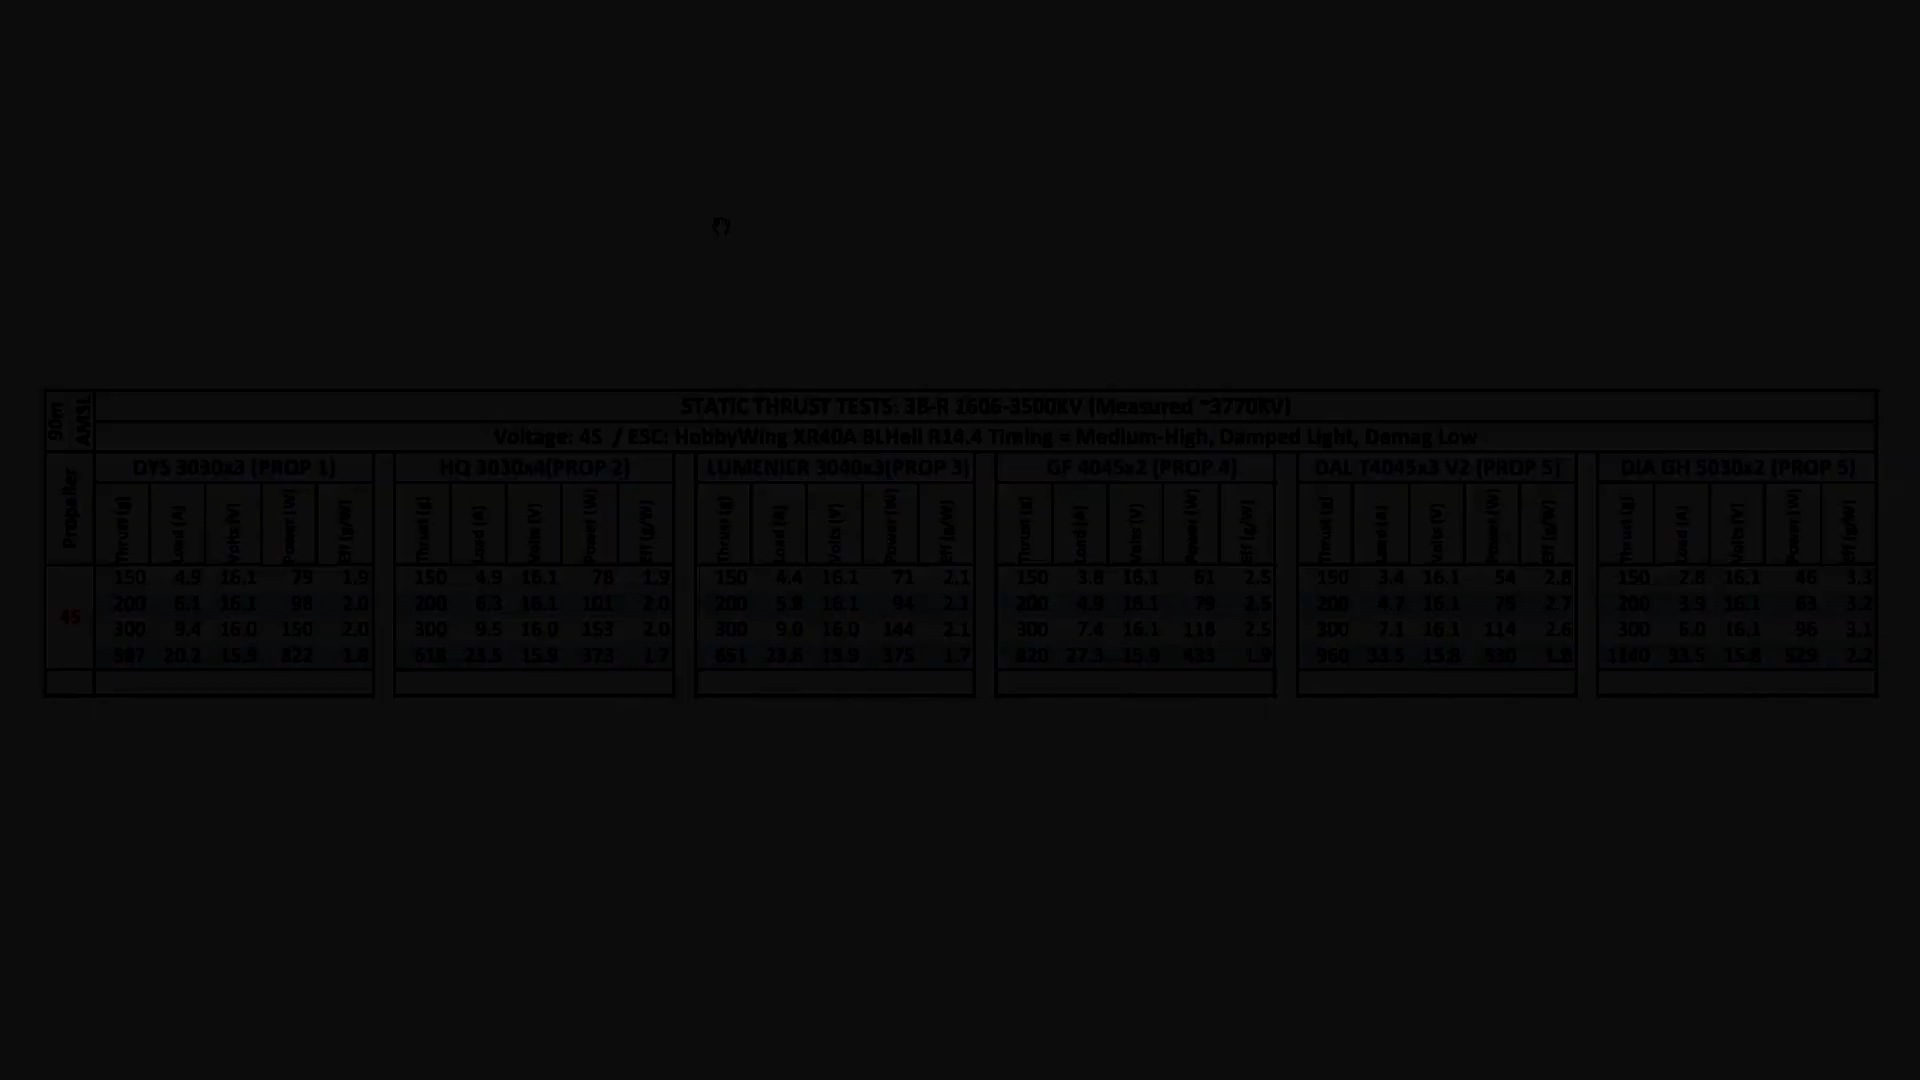 90m AMSL
STATIC THRUST TESTS: 3B-R 1606-3500KV (Measured ~3770KV)
Voltage: 4S / ESC: HobbyWing XR40A BLHeli R14.4 Timing = Medium-High, Damped Light, Demag Low
Propeller DYS 3030x3 (PROP 1) HQ 3030x4(PROP 2) LUMENIER 3040x3(PROP 3) GF 4045x2 (PROP 4) DAL T4045x3 V2 (PROP 5) DIA GH 5030x2 (PROP 5)
Thrust (g) Load (A) Volts (V) Power (W) Eff (g/W) Thrust (g) Load (A) Volts (V) Power (W) Eff (g/W) Thrust (g) Load (A) Volts (V) Power (W) Eff (g/W) Thrust (g) Load (A) Volts (V) Power (W) Eff (g/W) Thrust (g) Load (A) Volts (V) Power (W) Eff (g/W) Thrust (g) Load (A) Volts (V) Power (W) Eff (g/W)
150 4.9 16.1 79 1.9 150 4.9 16.1 78 1.9 150 4.4 16.1 71 2.1 150 3.8 16.1 61 2.5 150 3.4 16.1 54 2.8 150 2.8 16.1 46 3.3
4S 200 6.1 16.1 98 2.0 200 6.3 16.1 101 2.0 200 5.8 16.1 94 2.1 200 4.9 16.1 79 2.5 200 4.7 16.1 75 2.7 200 3.9 16.1 63 3.2
300 9.4 16.0 150 2.0 300 9.5 16.0 153 2.0 300 9.0 16.0 144 2.1 300 7.4 16.1 118 2.5 300 7.1 16.1 114 2.6 300 6.0 16.1 96 3.1
587 20.2 15.9 322 1.8 618 23.5 15.9 373 1.7 651 23.6 15.9 375 1.7 820 27.3 15.9 433 1.9 960 33.5 15.8 530 1.8 1140 33.5 15.8 529 2.2